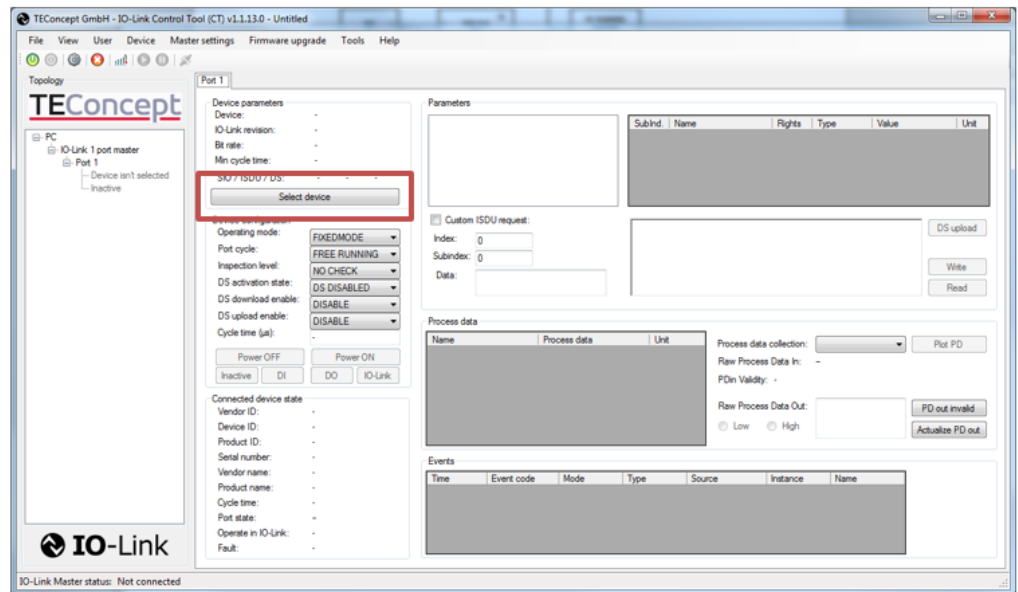 TEConcept GmbH - IO-Link Control Tool (CT) v1.1.13.0 - Untitled
File View User Device Master settings Firmware upgrade Tools Help
Topology
TEConcept
PC
IO-Link 1 port master
Port 1
Device isn't selected
Inactive
IO-Link
Port 1
Device parameters
Device: -
IO-Link revision: -
Bit rate: -
Min cycle time: -
SIO / ISDU / DS: - - -
Select device
Device configuration
Operating mode: FIXEDMODE
Port cycle: FREE RUNNING
Inspection level: NO CHECK
DS activation state: DS DISABLED
DS download enable: DISABLE
DS upload enable: DISABLE
Cycle time (µs): -
Power OFF Power ON
Inactive DI DO IO-Link
Connected device state
Vendor ID: -
Device ID: -
Product ID: -
Serial number: -
Vendor name: -
Product name: -
Cycle time: -
Port state: -
Operate in IO-Link: -
Fault: -
Parameters
SubInd. Name Rights Type Value Unit
Custom ISDU request:
Index: 0
Subindex: 0
Data:
DS upload
Write
Read
Process data
Name Process data Unit
Process data collection: Plot PD
Raw Process Data In: -
PDin Validity: -
Raw Process Data Out:
Low High
PD out invalid
Actualize PD out
Events
Time Event code Mode Type Source Instance Name
IO-Link Master status: Not connected